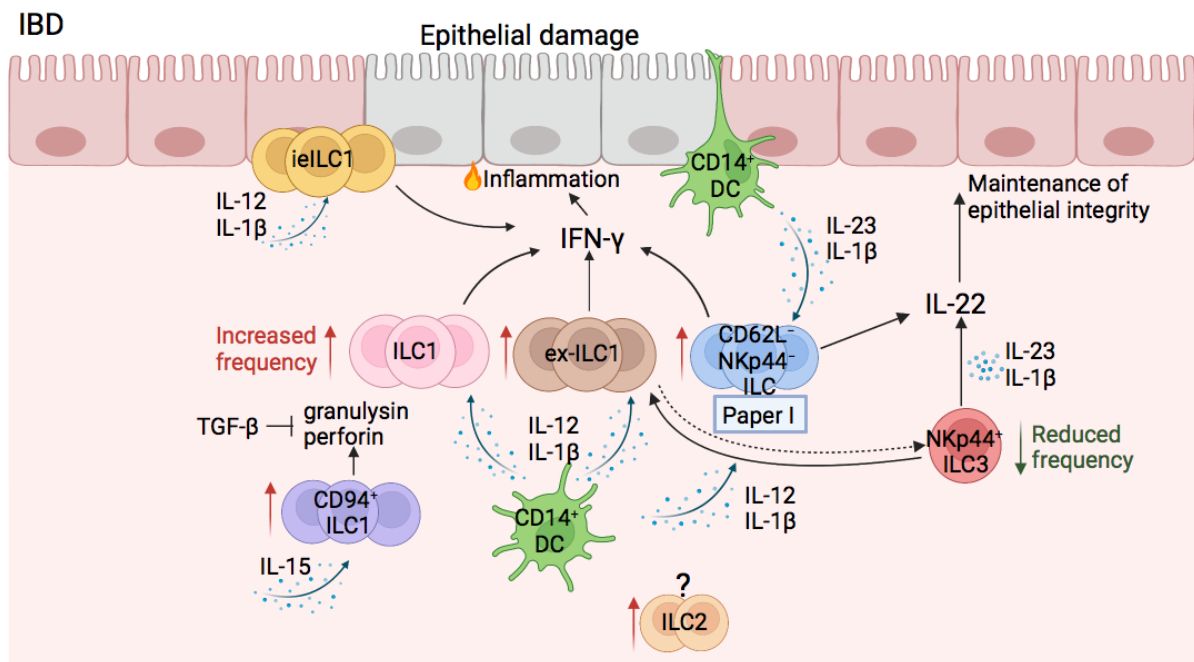 IBD
Epithelial damage
ieILC1
IL-12
IL-1β
Inflammation
IFN-γ
CD14⁺
DC
IL-23
IL-1β
Maintenance of
epithelial integrity
IL-22
IL-23
IL-1β
Increased
frequency
ILC1
ex-ILC1
CD62L⁻
NKp44⁻
ILC
Paper I
TGF-β
granulysin
perforin
IL-12
IL-1β
NKp44⁺
ILC3
Reduced
frequency
CD94⁺
ILC1
CD14⁺
DC
IL-12
IL-1β
IL-15
?
ILC2